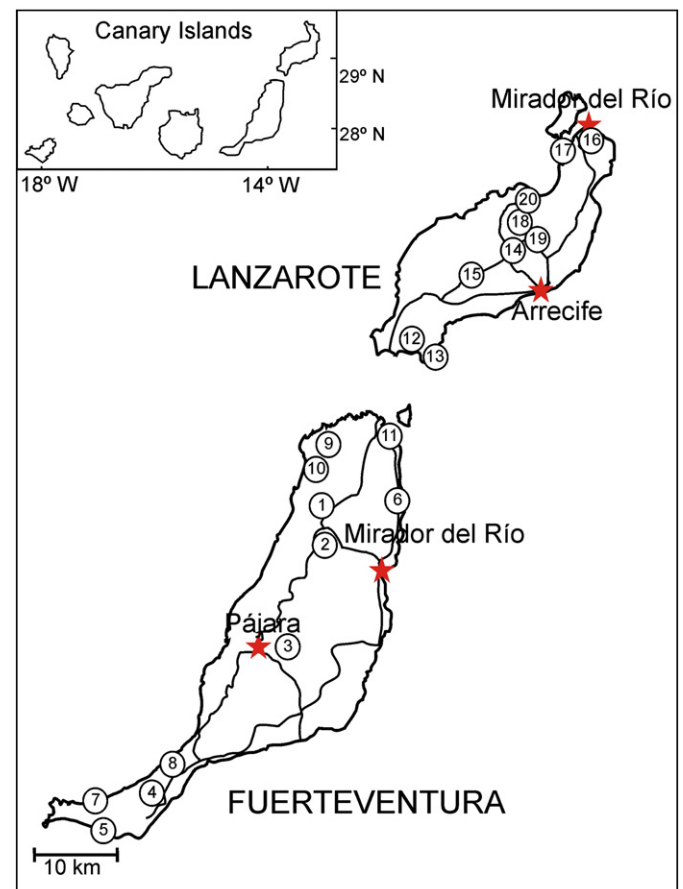 Canary Islands
29º N
28º N
18º W
14º W
Mirador del Río
16
17
20
18
19
14
15
LANZAROTE
Arrecife
12
13
11
9
10
1
6
Mirador del Río
2
Pájara
3
8
4
7
5
FUERTEVENTURA
10 km